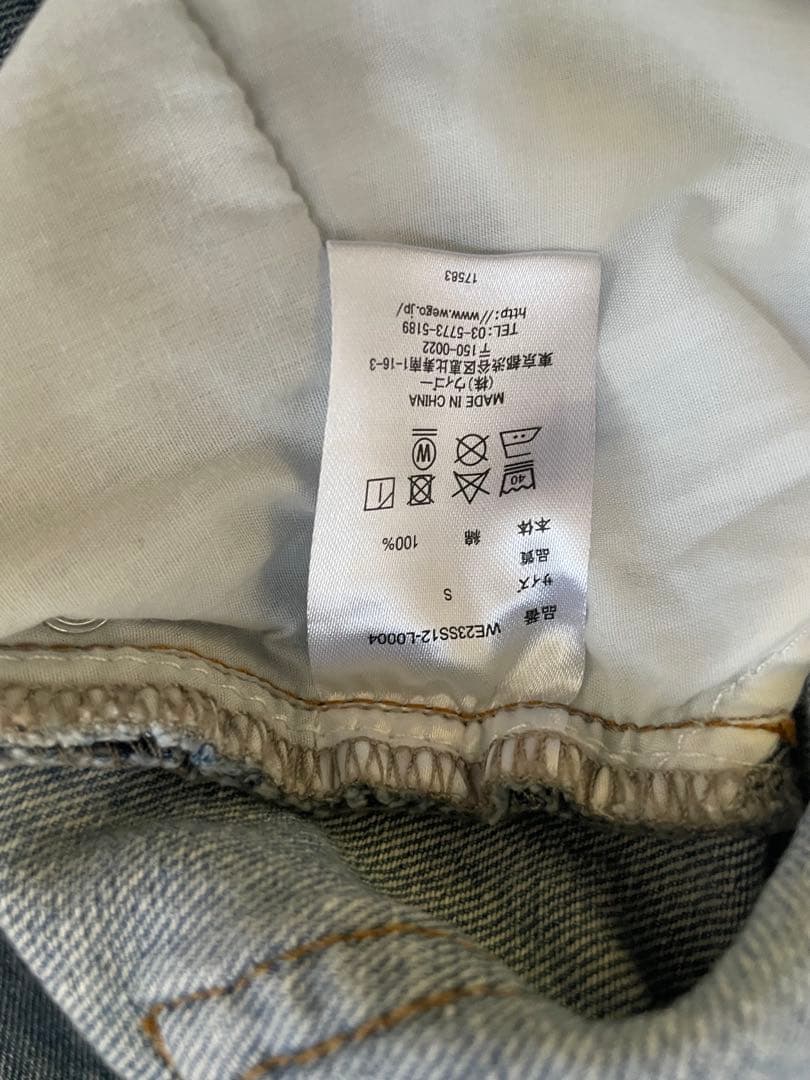 品番 WE23SS12-L0004
サイズ S
品質
本体 綿 100%
40
W
MADE IN CHINA
(株)ウィゴー
東京都渋谷区恵比寿南1-16-3
〒150-0022
TEL:03-5773-5189
http://www.wego.jp/
17583